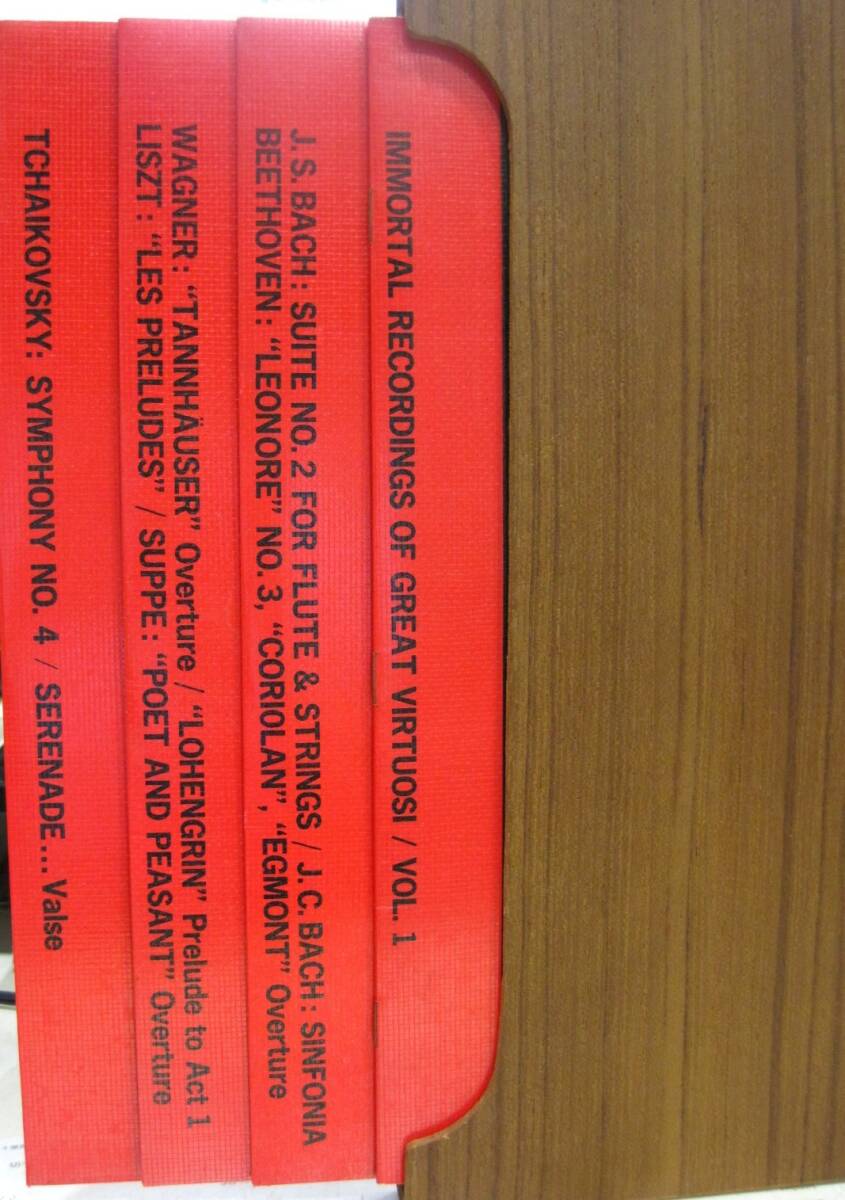 IMMORTAL RECORDINGS OF GREAT VIRTUOSI / VOL. 1
J. S. BACH : SUITE NO. 2 FOR FLUTE & STRINGS / J. C. BACH : SINFONIA
BEETHOVEN : “LEONORE” NO. 3, “CORIOLAN”, “EGMONT” Overture
WAGNER : “TANNHÄUSER” Overture / “LOHENGRIN” Prelude to Act 1
LISZT : “LES PRELUDES” / SUPPE : “POET AND PEASANT” Overture
TCHAIKOVSKY: SYMPHONY NO. 4 / SERENADE... Valse